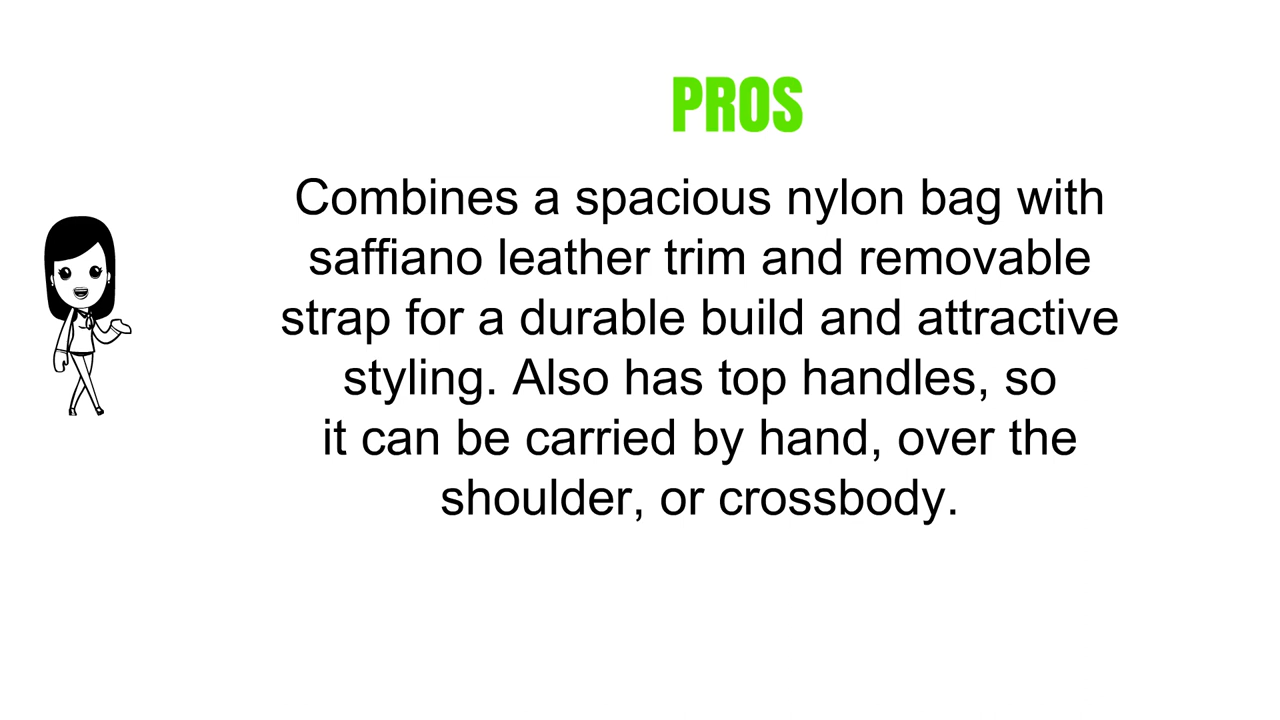 PROS
Combines a spacious nylon bag with
saffiano leather trim and removable
strap for a durable build and attractive
styling. Also has top handles, so
it can be carried by hand, over the
shoulder, or crossbody.